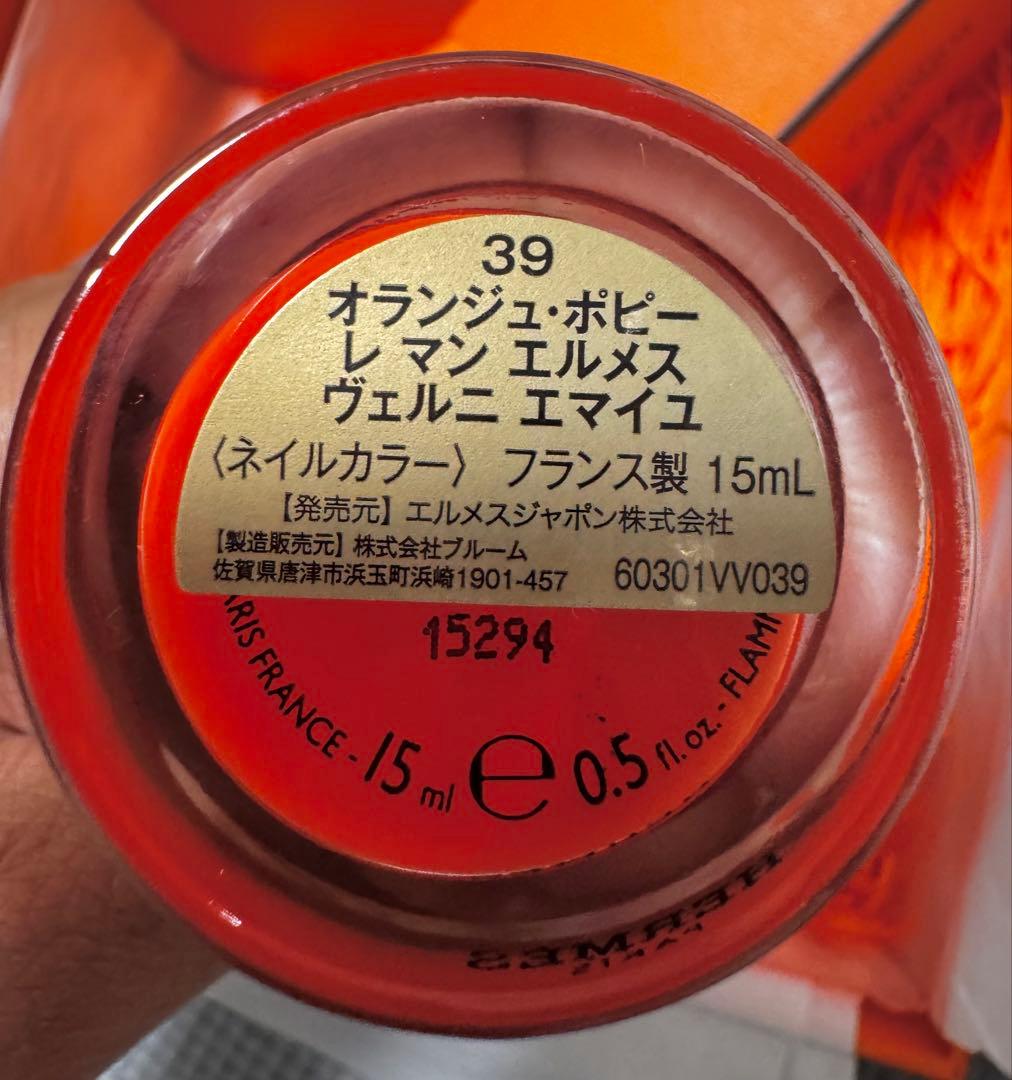 39
オランジュ・ポピー
レ マン エルメス
ヴェルニ エマイユ
〈ネイルカラー〉 フランス製 15mL
【発売元】エルメスジャポン株式会社
【製造販売元】株式会社ブルーム
佐賀県唐津市浜玉町浜崎1901-457 60301VV039
15294
FRANCE - 15 ml e 0.5 fl.oz. -
HERMES
PARIS